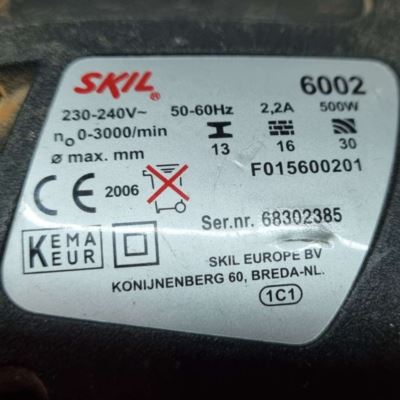 SKIL® 6002
230-240V~ 50-60Hz 2,2A 500W
no 0-3000/min
ø max. mm 13 16 30
F015600201
CE 2006
Ser.nr. 68302385
KEMA
KEUR
SKIL EUROPE BV
KONIJNENBERG 60, BREDA-NL.
1C1